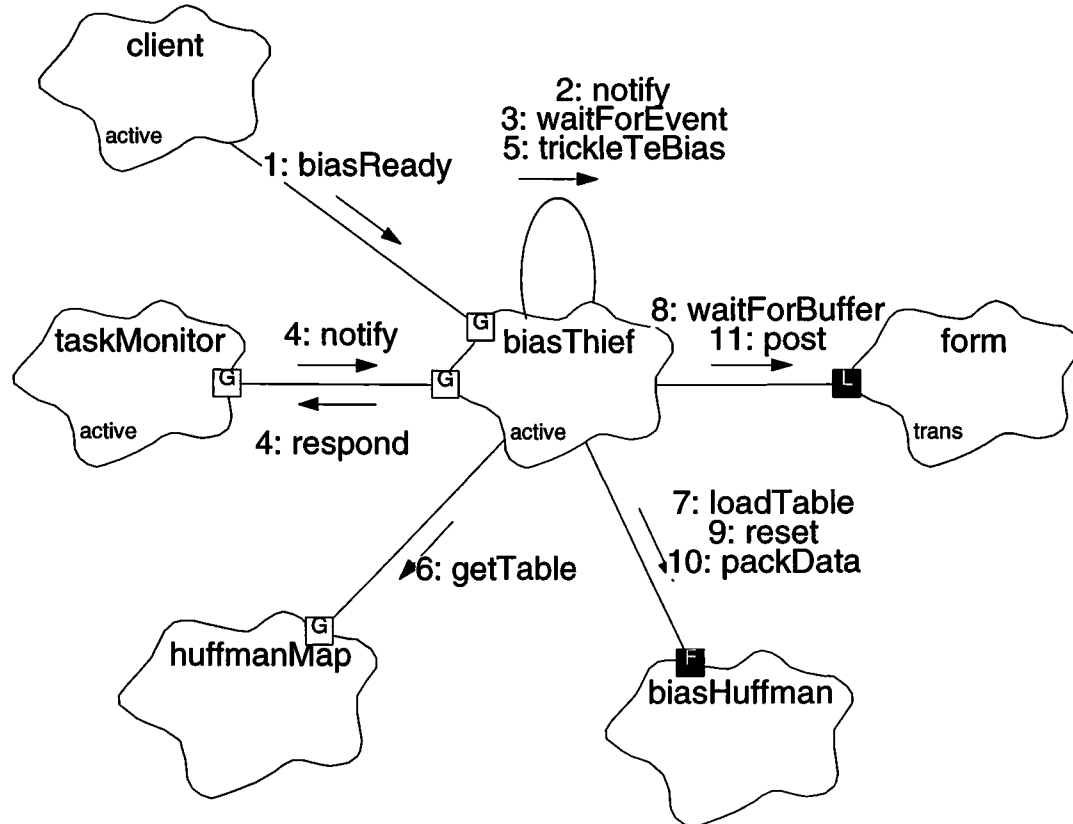 client
active
1: biasReady
2: notify
3: waitForEvent
5: trickleTeBias
G
taskMonitor
G
active
4: notify
4: respond
G
biasThief
active
8: waitForBuffer
11: post
L
form
trans
6: getTable
7: loadTable
9: reset
10: packData
G
huffmanMap
F
biasHuffman